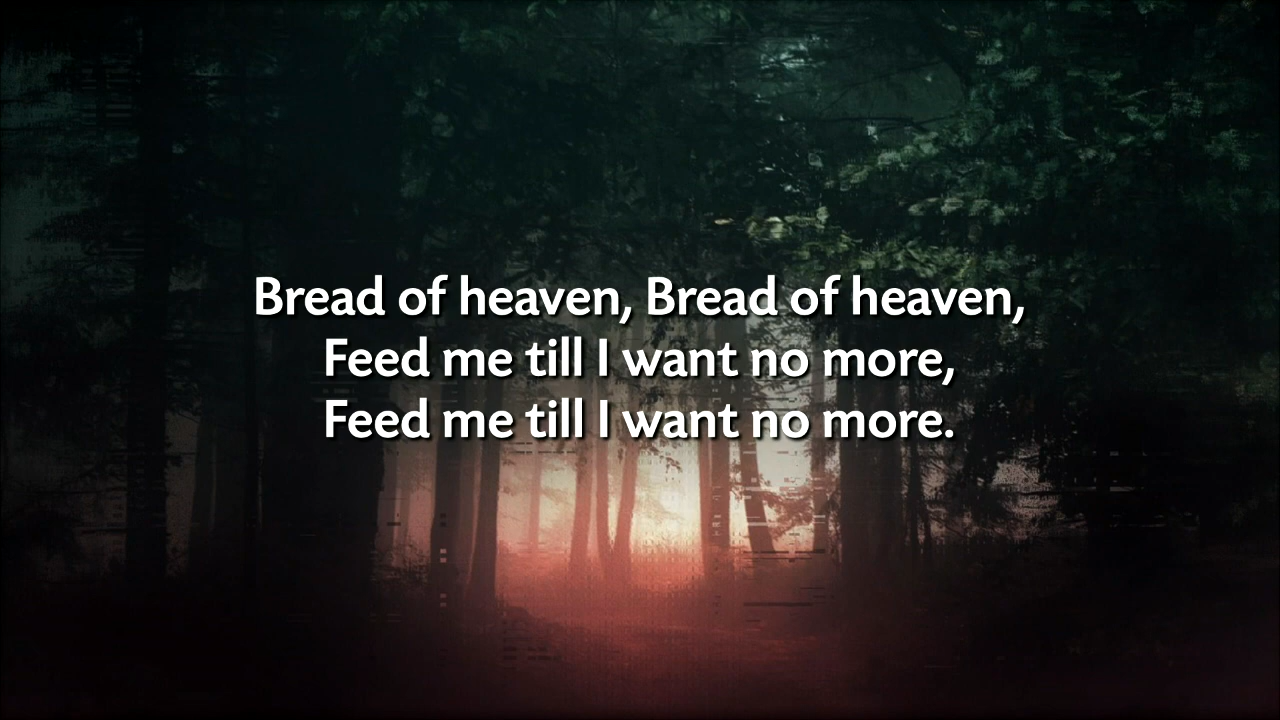 Bread of heaven, Bread of heaven,
Feed me till I want no more,
Feed me till I want no more.